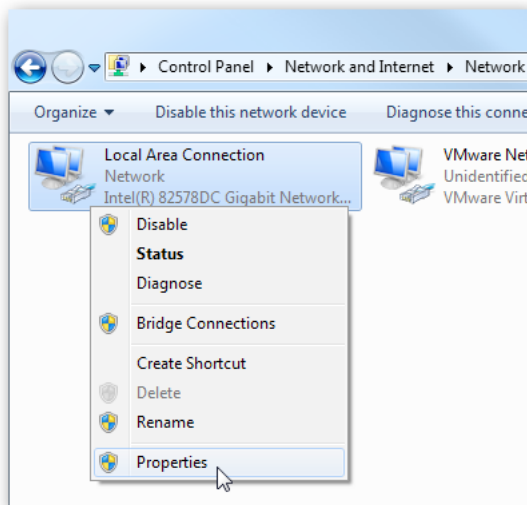 Control Panel Network and Internet Network
Organize Disable this network device Diagnose this conne
Local Area Connection
Network
Intel(R) 82578DC Gigabit Network...
VMware Net
Unidentified
VMware Virt
Disable
Status
Diagnose
Bridge Connections
Create Shortcut
Delete
Rename
Properties